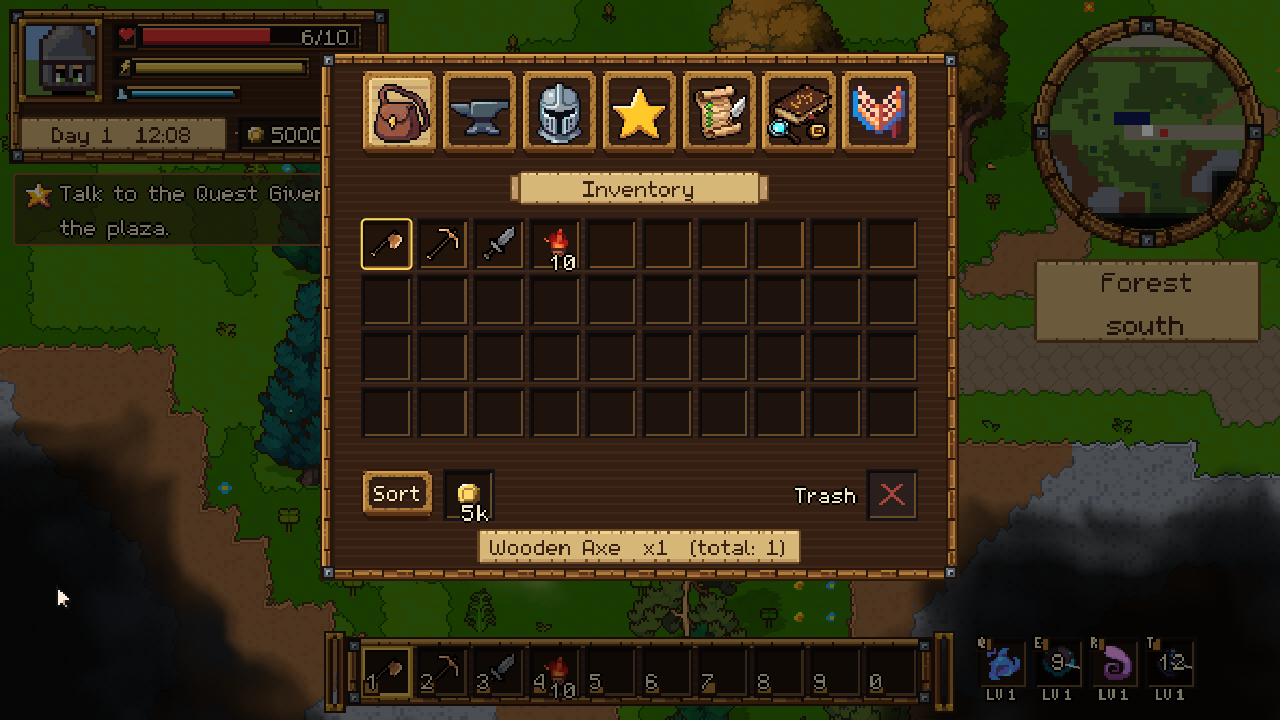 6/10
Day 1 12:08
5000
Talk to the Quest Giver
the plaza.
Inventory
10
Sort
5k
Trash
Wooden Axe x1 (total: 1)
Forest
south
1 2 3 4 10 5 6 7 8 9 0
Q E R T
9 12
LV 1 LV 1 LV 1 LV 1